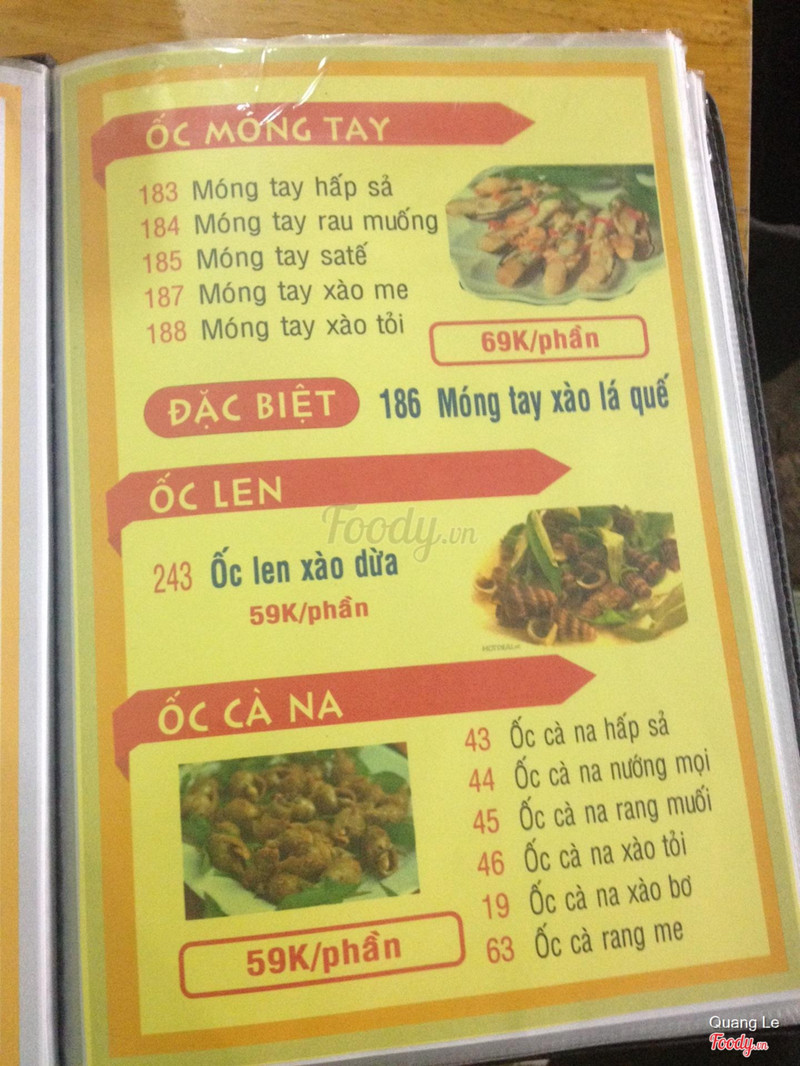 ỐC MÓNG TAY
183 Móng tay hấp sả
184 Móng tay rau muống
185 Móng tay satế
187 Móng tay xào me
188 Móng tay xào tỏi
69K/phần
ĐẶC BIỆT
186 Móng tay xào lá quế
ỐC LEN
Foody.vn
243 Ốc len xào dừa
59K/phần
ỐC CÀ NA
43 Ốc cà na hấp sả
44 Ốc cà na nướng mọi
45 Ốc cà na rang muối
46 Ốc cà na xào tỏi
19 Ốc cà na xào bơ
63 Ốc cà rang me
59K/phần
Quang Le
Foody.vn